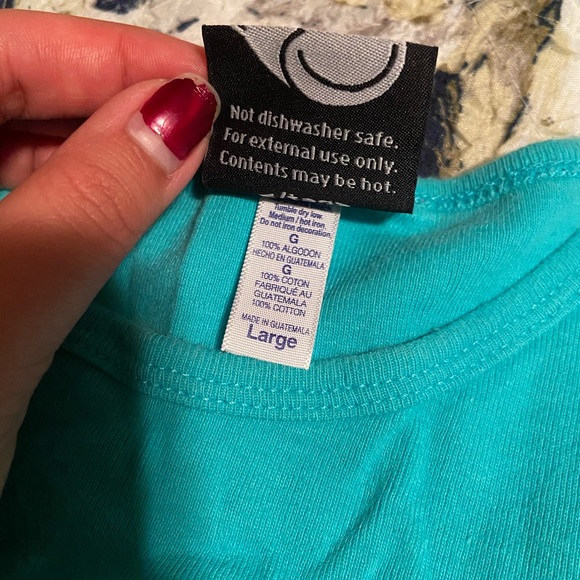 Not dishwasher safe.
For external use only.
Contents may be hot.
Tumble dry low.
Medium / hot iron.
Do not iron decoration.
G
100% ALGODON
HECHO EN GUATEMALA
G
100% COTON
FABRIQUÉ AU
GUATEMALA
100% COTTON
MADE IN GUATEMALA
Large